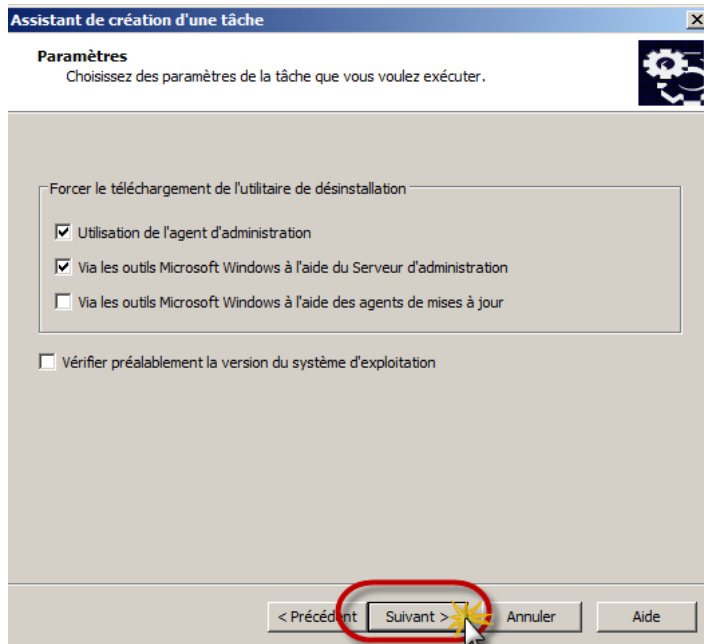 Assistant de création d'une tâche
Paramètres
Choisissez des paramètres de la tâche que vous voulez exécuter.
Forcer le téléchargement de l'utilitaire de désinstallation
Utilisation de l'agent d'administration
Via les outils Microsoft Windows à l'aide du Serveur d'administration
Via les outils Microsoft Windows à l'aide des agents de mises à jour
Vérifier préalablement la version du système d'exploitation
< Précédent Suivant > Annuler Aide